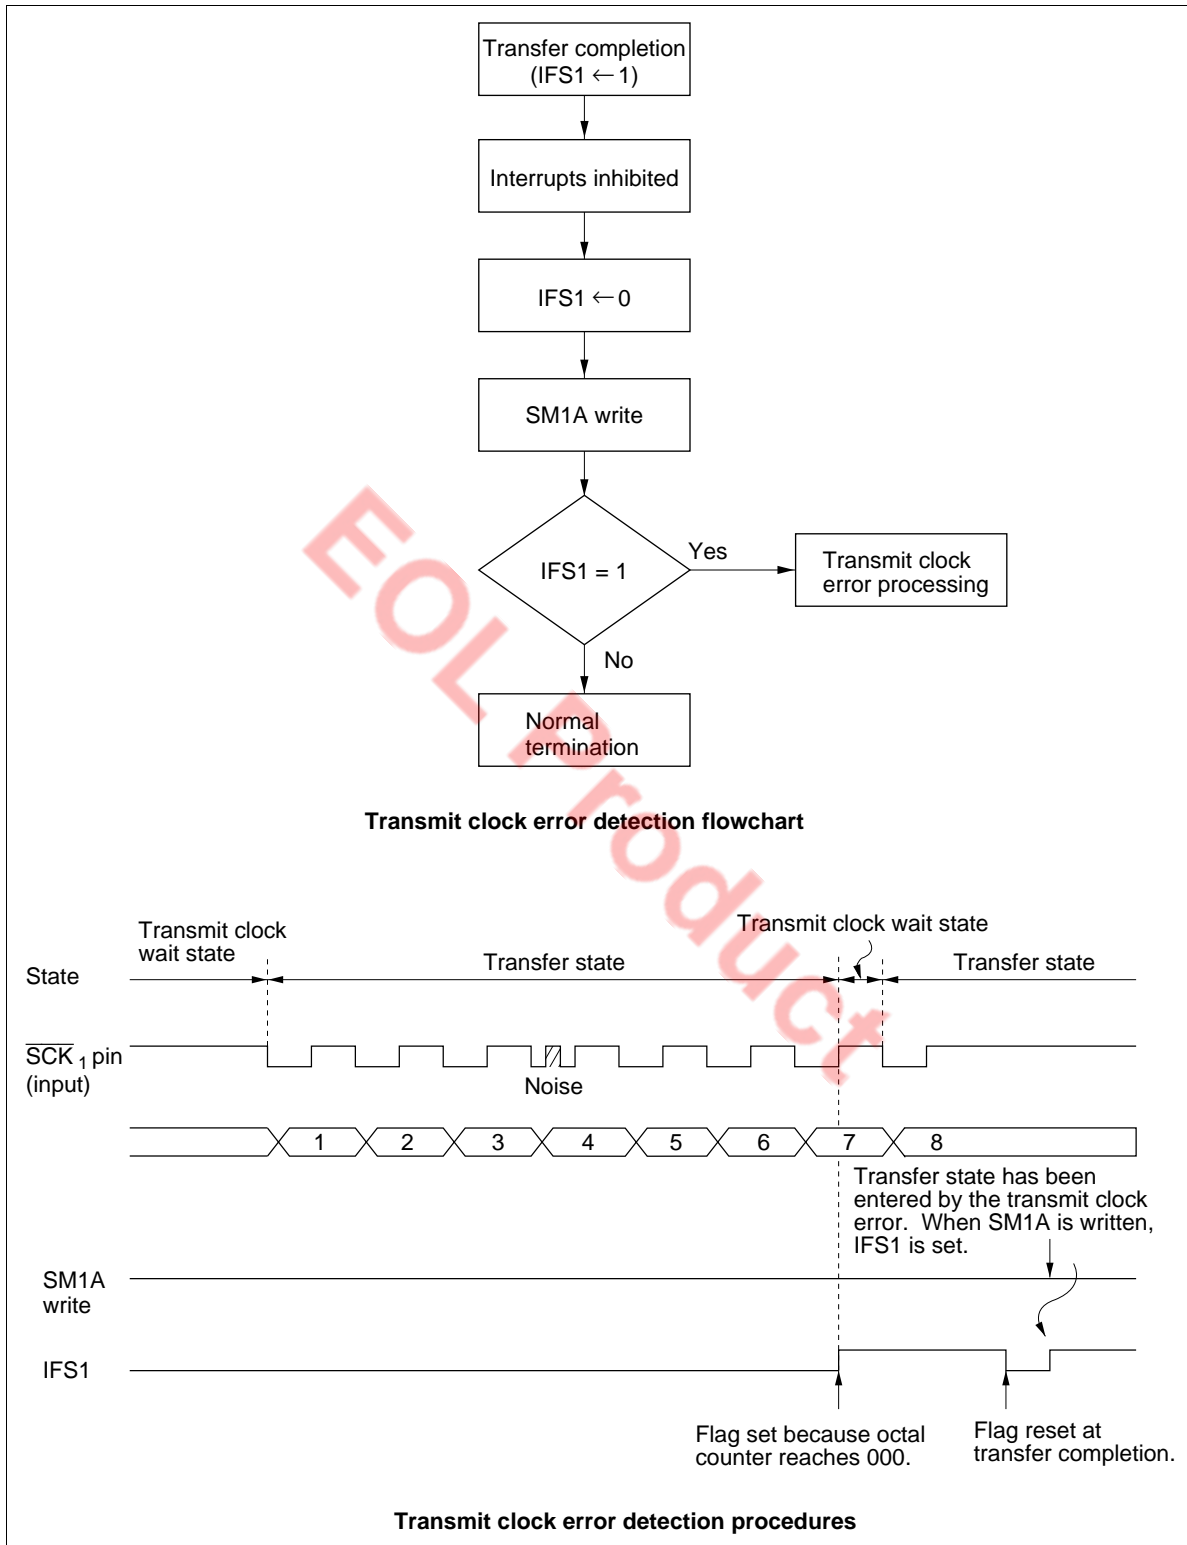 Transfer completion
(IFS1 ← 1)
Interrupts inhibited
IFS1 ← 0
SM1A write
IFS1 = 1
Yes
Transmit clock
error processing
No
Normal
termination
Transmit clock error detection flowchart
EOL Product
Transmit clock
wait state
Transmit clock wait state
State
Transfer state
Transfer state
SCK 1 pin
(input)
Noise
1 2 3 4 5 6 7 8
Transfer state has been
entered by the transmit clock
error. When SM1A is written,
IFS1 is set.
SM1A
write
IFS1
Flag set because octal
counter reaches 000.
Flag reset at
transfer completion.
Transmit clock error detection procedures